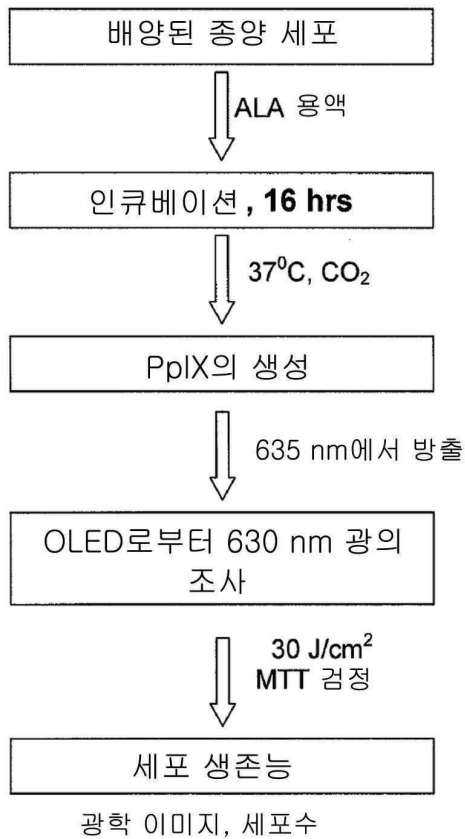 배양된 종양 세포
ALA 용액
인큐베이션, 16 hrs
37⁰C, CO₂
PpIX의 생성
635 nm에서 방출
OLED로부터 630 nm 광의
조사
30 J/cm²
MTT 검정
세포 생존능
광학 이미지, 세포수